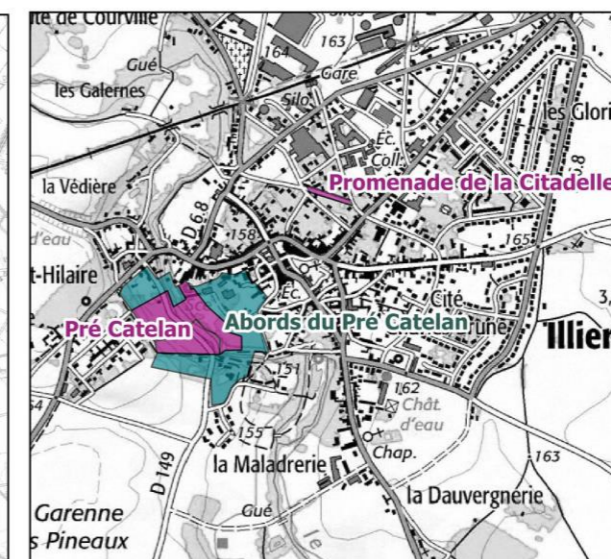 ite de Courville
163
164
Gué
Gare
les Galernes
Silo
les Glori
Éc.
Coll.
Promenade de la Citadelle
la Védière
D 6.8
158
165
d'eau
t-Hilaire
Éc.
Cité
Pré Catelan
Abords du Pré Catelan
Illier
151
162
Chât.
d'eau
155
Chap.
163
la Maladrerie
D 149
la Dauvergnerie
Garenne
Gué
s Pineaux